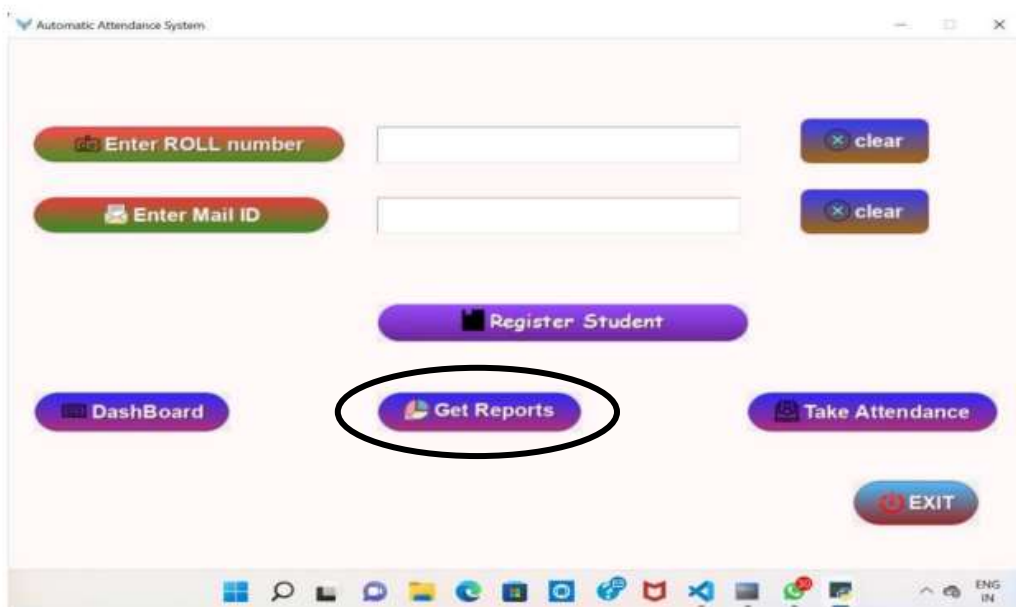 Automatic Attendance System
Enter ROLL number
clear
Enter Mail ID
clear
Register Student
DashBoard
Get Reports
Take Attendance
EXIT
ENG
IN